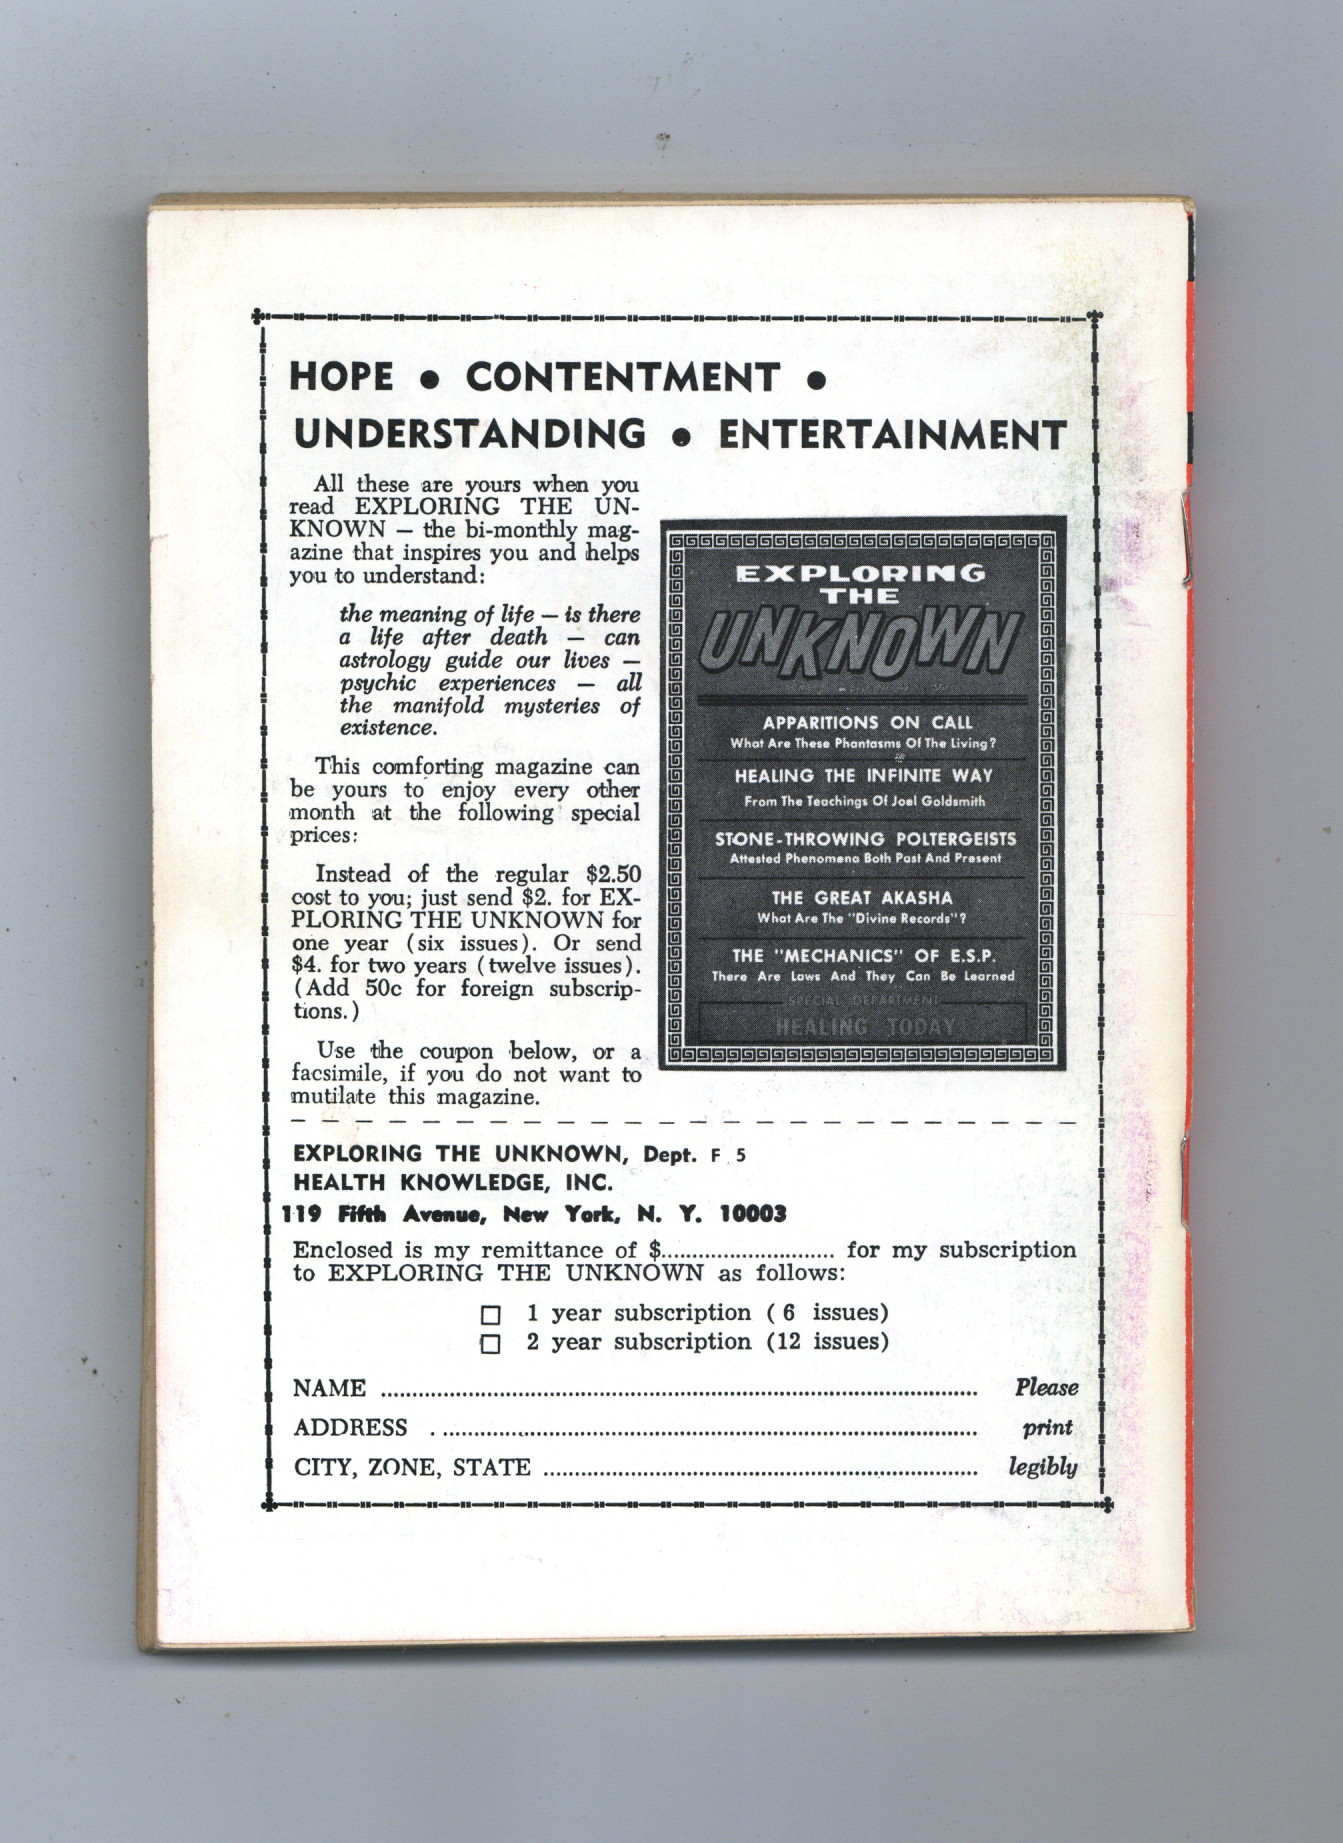 HOPE • CONTENTMENT •
UNDERSTANDING • ENTERTAINMENT
All these are yours when you
read EXPLORING THE UN-
KNOWN — the bi-monthly mag-
azine that inspires you and helps
you to understand:
the meaning of life — is there
a life after death — can
astrology guide our lives —
psychic experiences — all
the manifold mysteries of
existence.
This comforting magazine can
be yours to enjoy every other
month at the following special
prices:
Instead of the regular $2.50
cost to you; just send $2. for EX-
PLORING THE UNKNOWN for
one year (six issues). Or send
$4. for two years (twelve issues).
(Add 50c for foreign subscrip-
tions.)
Use the coupon below, or a
facsimile, if you do not want to
mutilate this magazine.
EXPLORING
THE
UNKNOWN
APPARITIONS ON CALL
What Are These Phantasms Of The Living?
HEALING THE INFINITE WAY
From The Teachings Of Joel Goldsmith
STONE-THROWING POLTERGEISTS
Attested Phenomena Both Past And Present
THE GREAT AKASHA
What Are The "Divine Records"?
THE "MECHANICS" OF E.S.P.
There Are Laws And They Can Be Learned
SPECIAL DEPARTMENT
HEALING TODAY
EXPLORING THE UNKNOWN, Dept. F 5
HEALTH KNOWLEDGE, INC.
119 Fifth Avenue, New York, N. Y. 10003
Enclosed is my remittance of $........................... for my subscription
to EXPLORING THE UNKNOWN as follows:
☐ 1 year subscription ( 6 issues)
☐ 2 year subscription (12 issues)
NAME ................................................ Please
ADDRESS . ................................................ print
CITY, ZONE, STATE ................................................ legibly